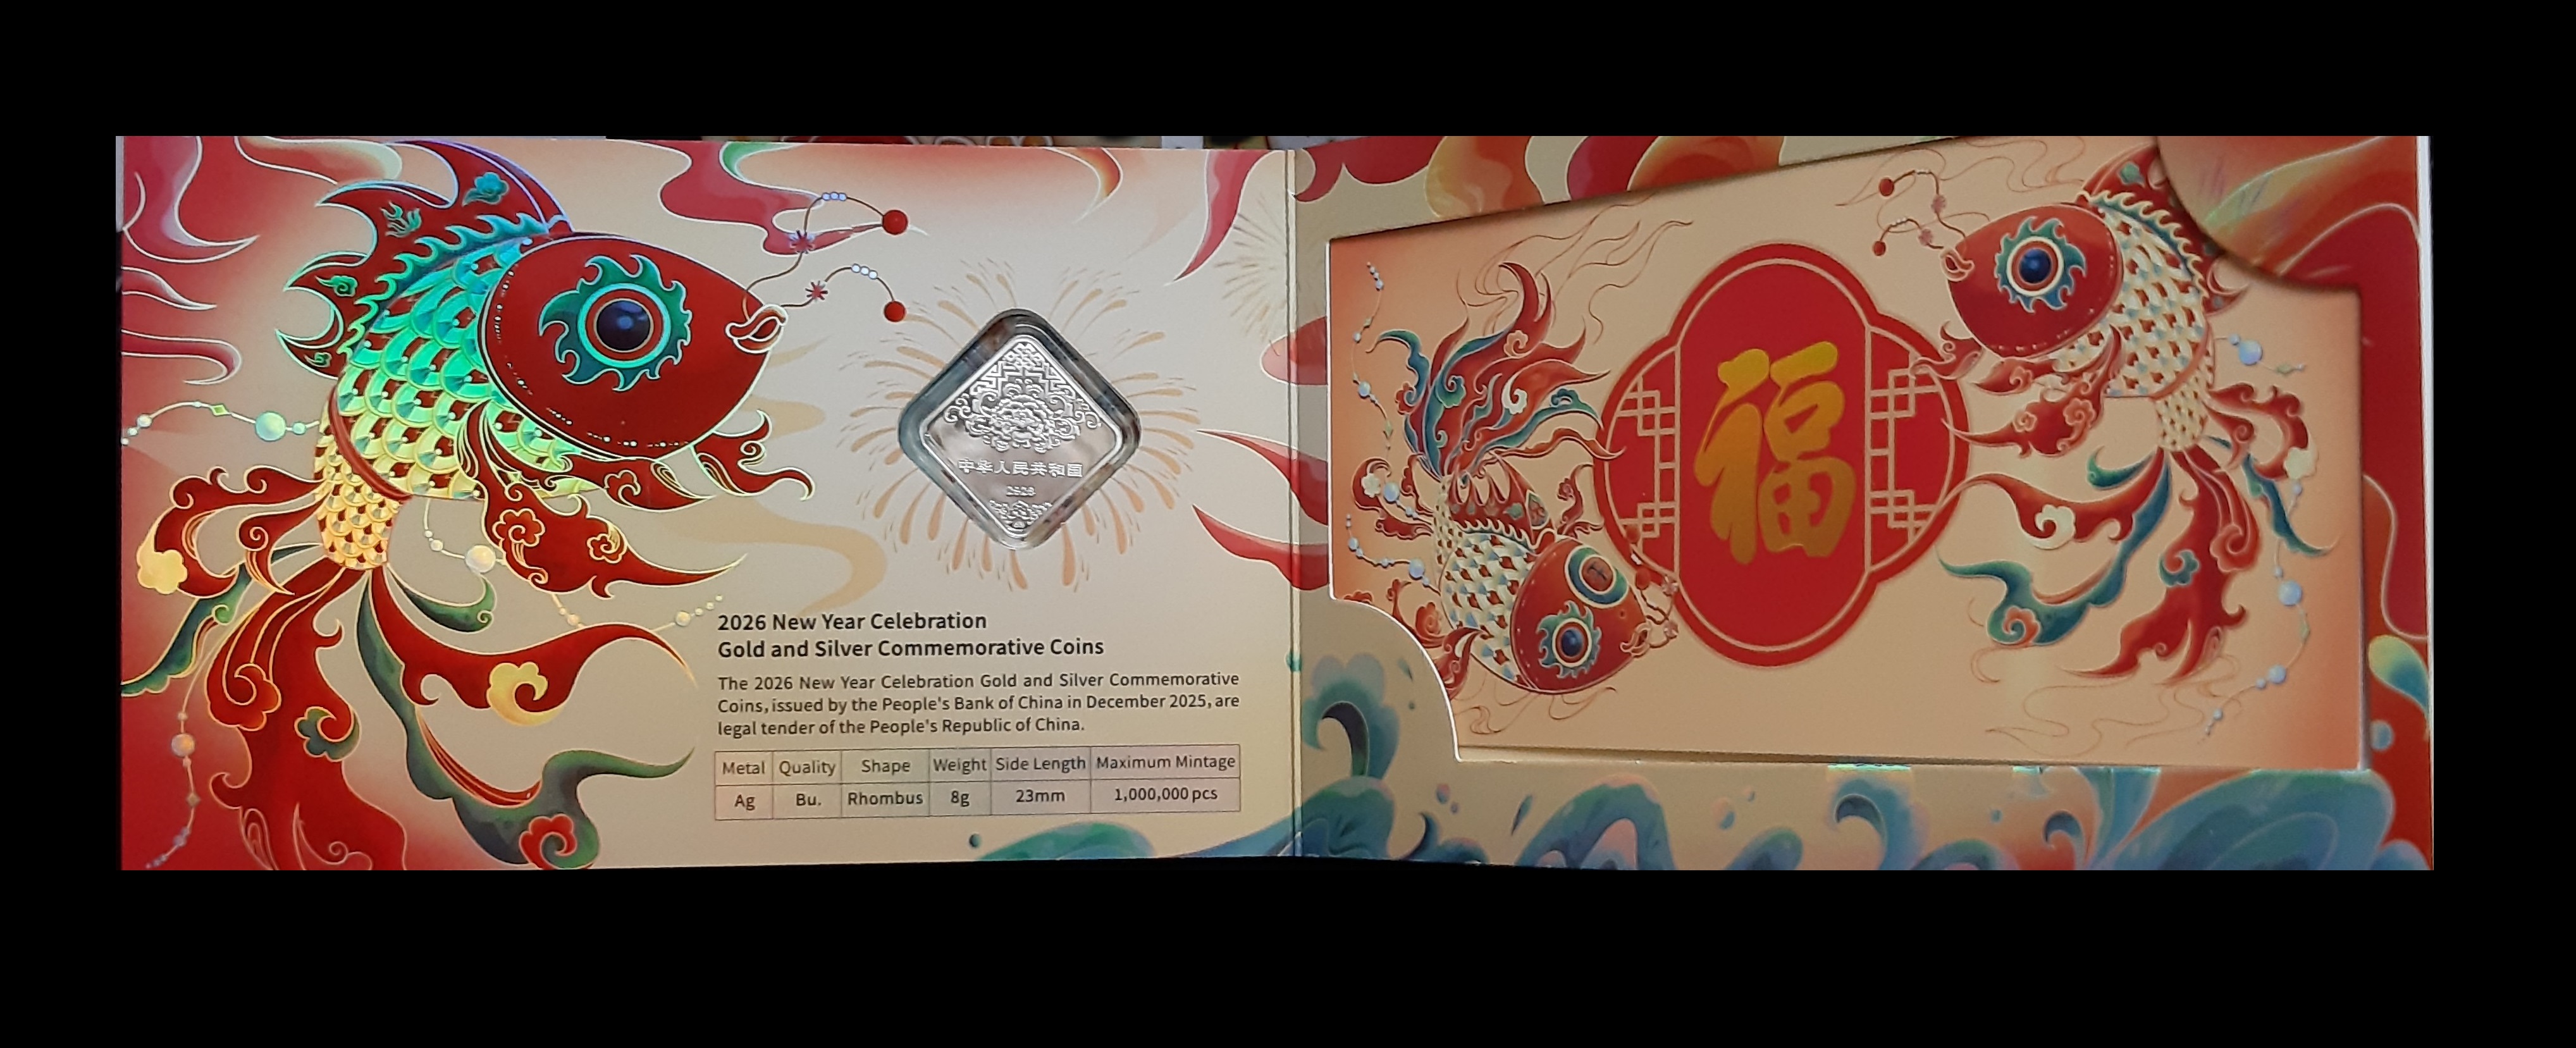 中华人民共和国
2026
2026 New Year Celebration
Gold and Silver Commemorative Coins
The 2026 New Year Celebration Gold and Silver Commemorative
Coins, issued by the People's Bank of China in December 2025, are
legal tender of the People's Republic of China.
Metal Quality Shape Weight Side Length Maximum Mintage
Ag Bu. Rhombus 8g 23mm 1,000,000 pcs
福